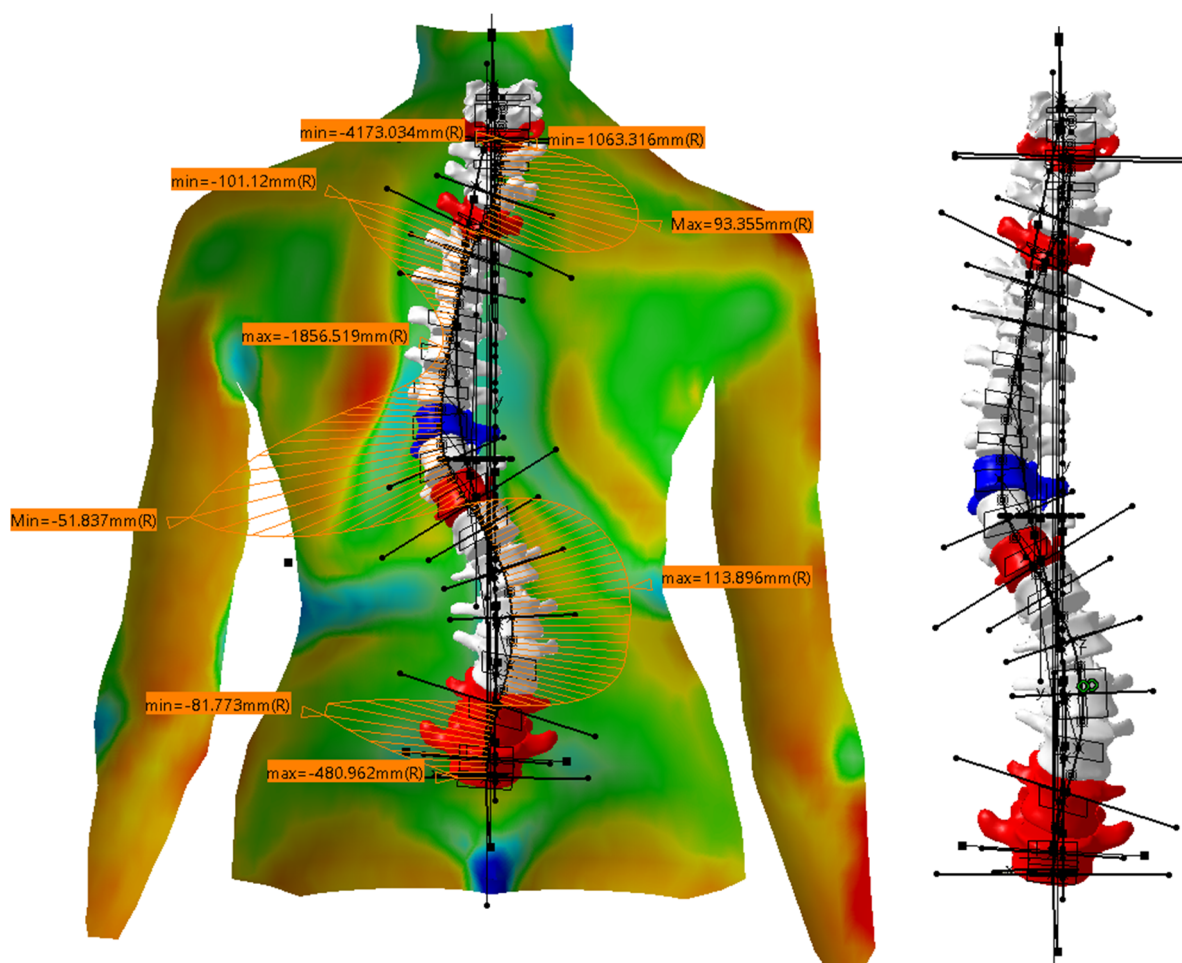 min=-4173.034mm(R)
min=1063.316mm(R)
min=-101.12mm(R)
Max=93.355mm(R)
max=-1856.519mm(R)
Min=-51.837mm(R)
max=113.896mm(R)
min=-81.773mm(R)
max=-480.962mm(R)